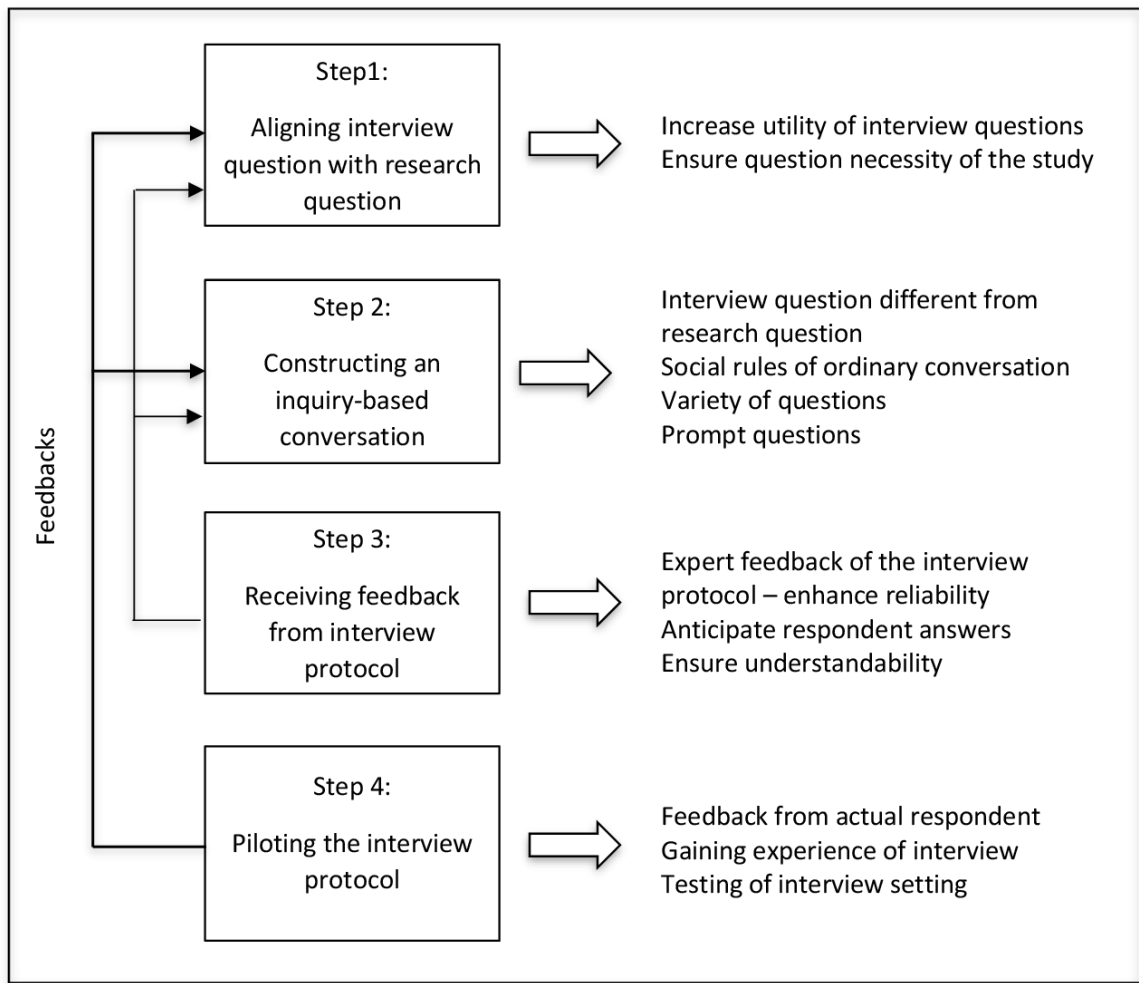 Step1:
Aligning interview
question with research
question
Increase utility of interview questions
Ensure question necessity of the study
Step 2:
Constructing an
inquiry-based
conversation
Interview question different from
research question
Social rules of ordinary conversation
Variety of questions
Prompt questions
Feedbacks
Step 3:
Receiving feedback
from interview
protocol
Expert feedback of the interview
protocol – enhance reliability
Anticipate respondent answers
Ensure understandability
Step 4:
Piloting the interview
protocol
Feedback from actual respondent
Gaining experience of interview
Testing of interview setting